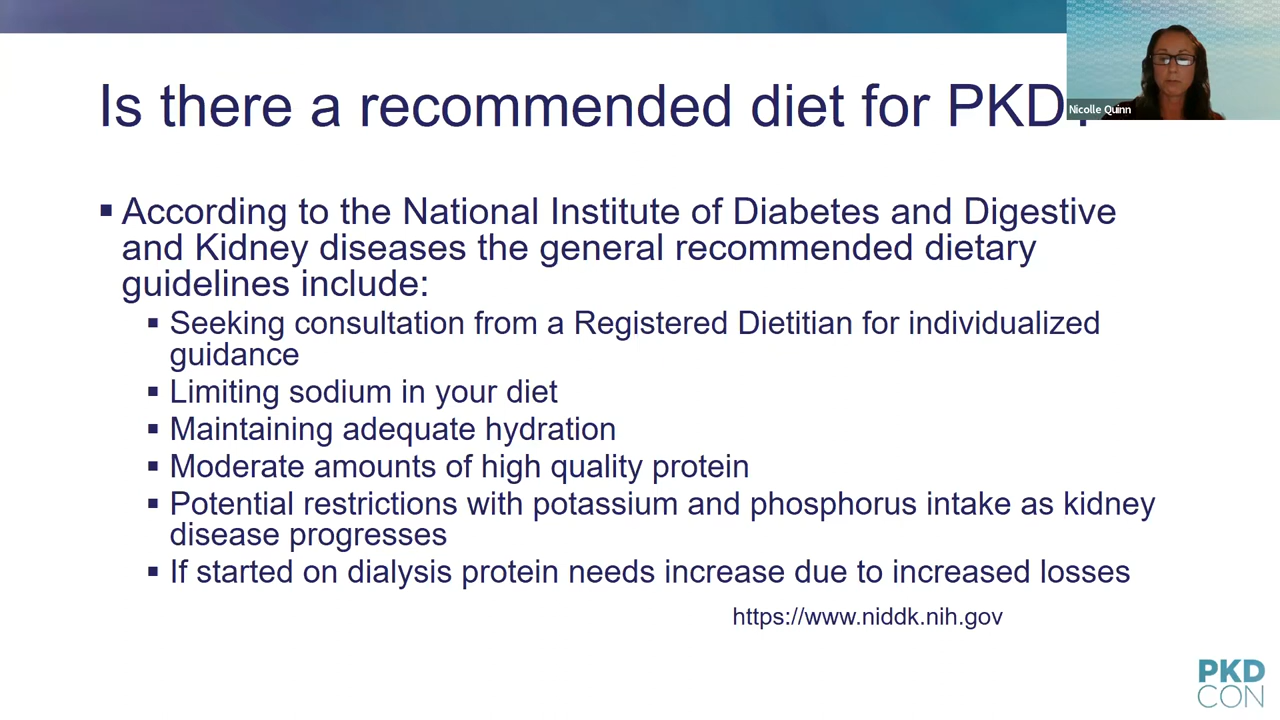 Is there a recommended diet for PKD?
Nicolle Quinn
▪ According to the National Institute of Diabetes and Digestive
and Kidney diseases the general recommended dietary
guidelines include:
▪ Seeking consultation from a Registered Dietitian for individualized
guidance
▪ Limiting sodium in your diet
▪ Maintaining adequate hydration
▪ Moderate amounts of high quality protein
▪ Potential restrictions with potassium and phosphorus intake as kidney
disease progresses
▪ If started on dialysis protein needs increase due to increased losses
https://www.niddk.nih.gov
PKD
CON